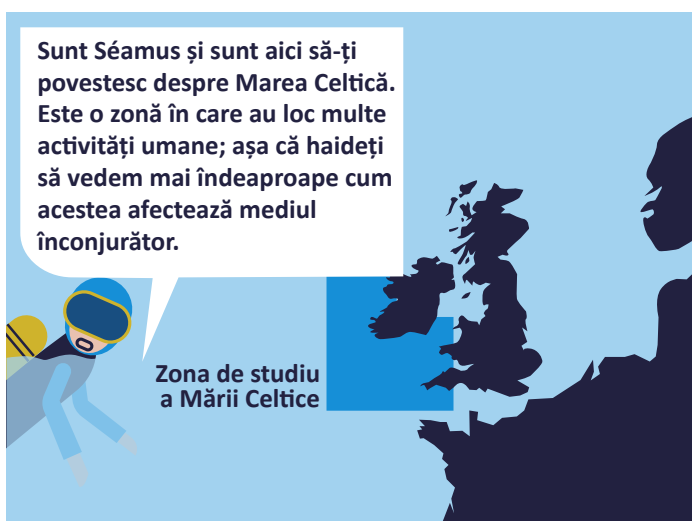 Sunt Séamus și sunt aici să-ți
povestesc despre Marea Celtică.
Este o zonă în care au loc multe
activități umane; așa că haideți
să vedem mai îndeaproape cum
acestea afectează mediul
înconjurător.
Zona de studiu
a Mării Celtice